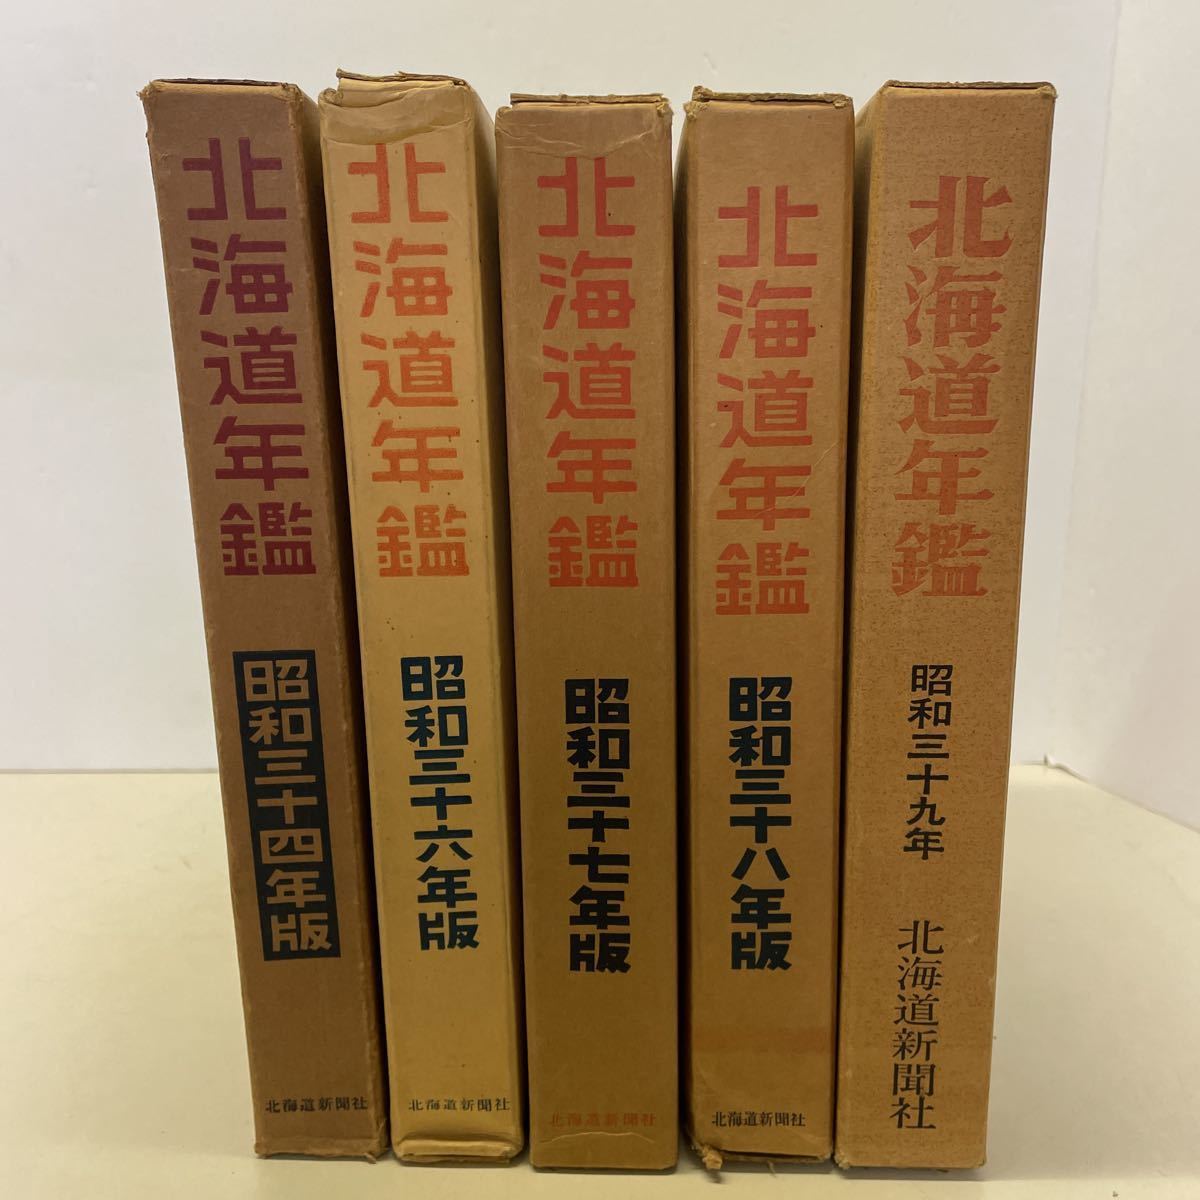 北海道年鑑
昭和三十四年版
北海道新聞社
北海道年鑑
昭和三十六年版
北海道新聞社
北海道年鑑
昭和三十七年版
北海道新聞社
北海道年鑑
昭和三十八年版
北海道新聞社
北海道年鑑
昭和三十九年
北海道新聞社